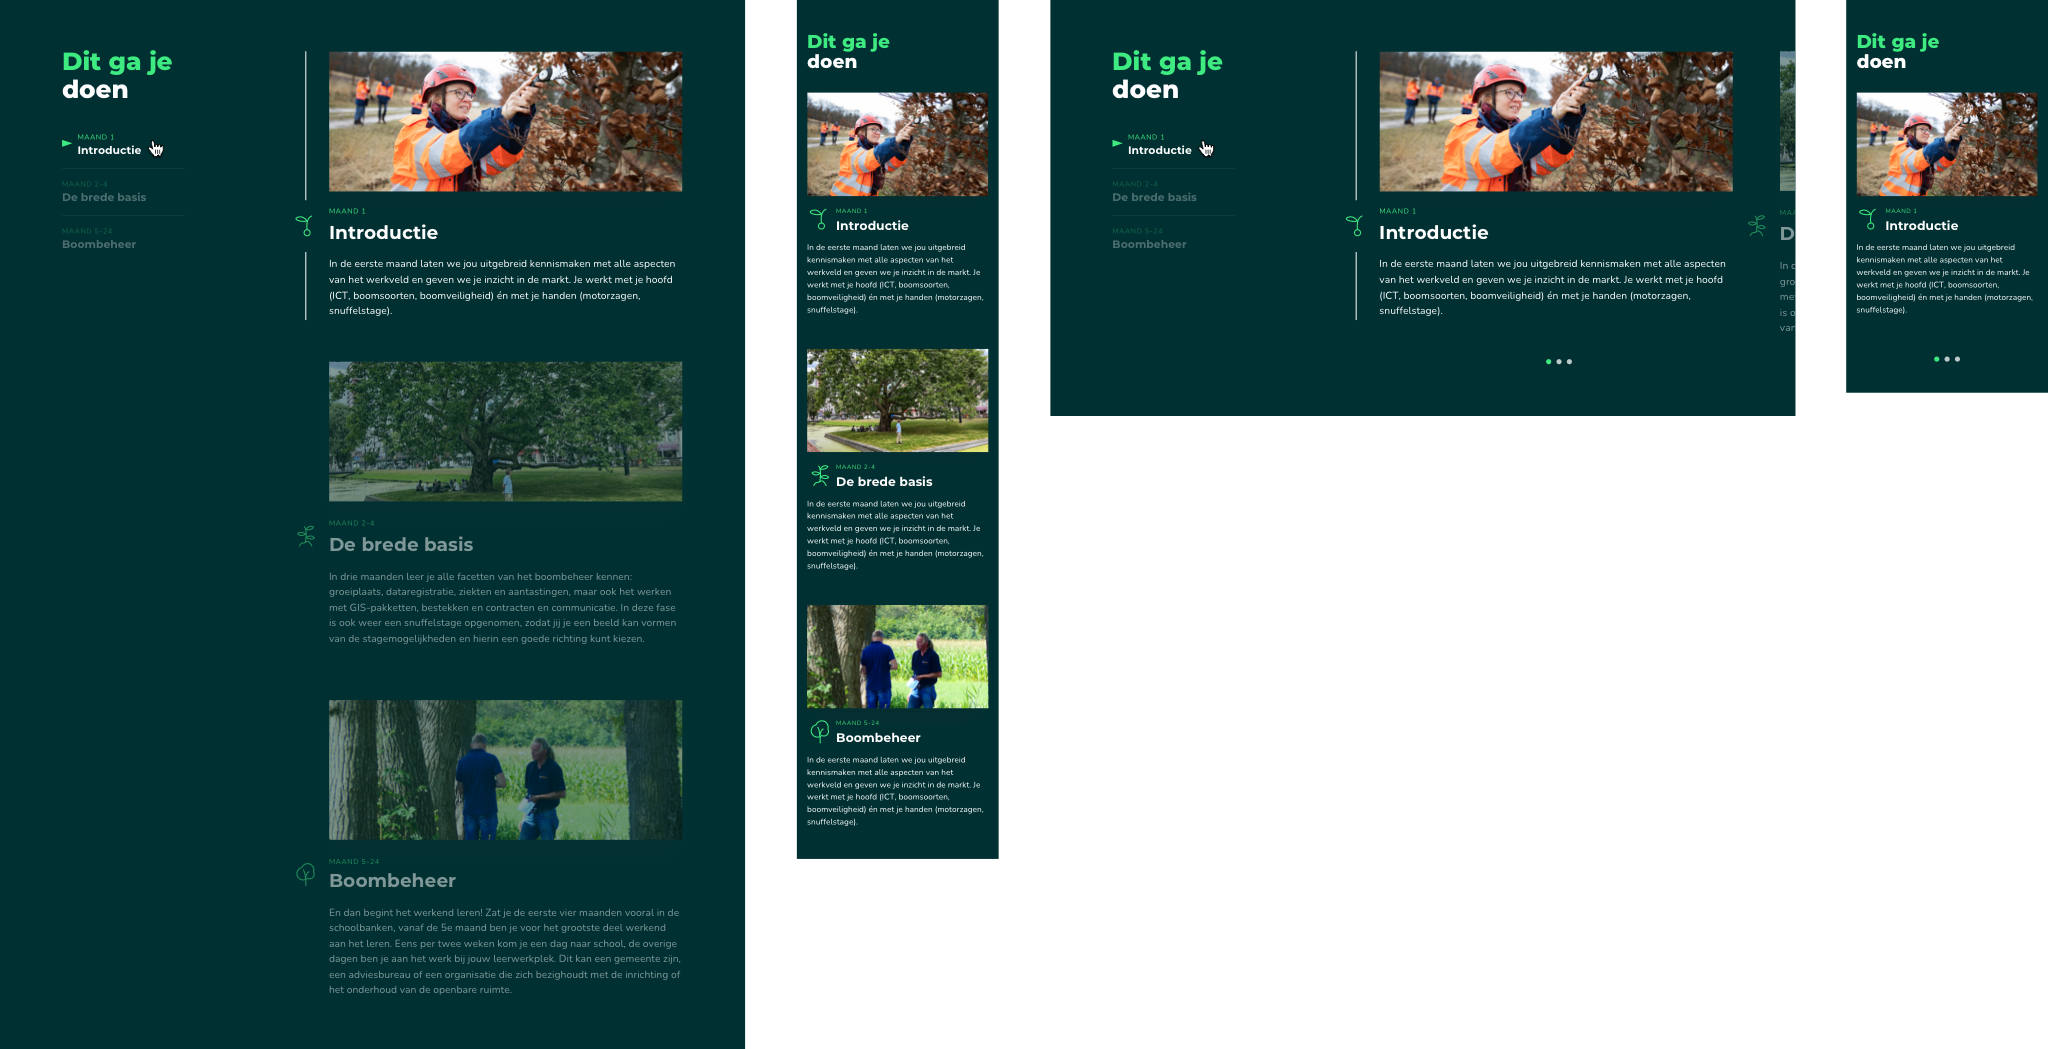 Dit ga je
doen
MAAND 1
Introductie
MAAND 2-4
De brede basis
MAAND 5-24
Boombeheer
MAAND 1
Introductie
In de eerste maand laten we jou uitgebreid kennismaken met alle aspecten
van het werkveld en geven we je inzicht in de markt. Je werkt met je hoofd
(ICT, boomsoorten, boomveiligheid) én met je handen (motorzagen,
snuffelstage).
MAAND 2-4
De brede basis
In drie maanden leer je alle facetten van het boombeheer kennen:
groeiplaats, dataregistratie, ziekten en aantastingen, maar ook het werken
met GIS-pakketten, bestekken en contracten en communicatie. In deze fase
is ook weer een snuffelstage opgenomen, zodat jij je een beeld kan vormen
van de stagemogelijkheden en hierin een goede richting kunt kiezen.
MAAND 5-24
Boombeheer
En dan begint het werkend leren! Zat je de eerste vier maanden vooral in de
schoolbanken, vanaf de 5e maand ben je voor het grootste deel werkend
aan het leren. Eens per twee weken kom je een dag naar school, de overige
dagen ben je aan het werk bij jouw leerwerkplek. Dit kan een gemeente zijn,
een adviesbureau of een organisatie die zich bezighoudt met de inrichting of
het onderhoud van de openbare ruimte.
Dit ga je
doen
MAAND 1
Introductie
In de eerste maand laten we jou uitgebreid
kennismaken met alle aspecten van het
werkveld en geven we je inzicht in de markt. Je
werkt met je hoofd (ICT, boomsoorten,
boomveiligheid) én met je handen (motorzagen,
snuffelstage).
MAAND 2-4
De brede basis
In de eerste maand laten we jou uitgebreid
kennismaken met alle aspecten van het
werkveld en geven we je inzicht in de markt. Je
werkt met je hoofd (ICT, boomsoorten,
boomveiligheid) én met je handen (motorzagen,
snuffelstage).
MAAND 5-24
Boombeheer
In de eerste maand laten we jou uitgebreid
kennismaken met alle aspecten van het
werkveld en geven we je inzicht in de markt. Je
werkt met je hoofd (ICT, boomsoorten,
boomveiligheid) én met je handen (motorzagen,
snuffelstage).
Dit ga je
doen
MAAND 1
Introductie
MAAND 2-4
De brede basis
MAAND 5-24
Boombeheer
MAAND 1
Introductie
In de eerste maand laten we jou uitgebreid kennismaken met alle aspecten
van het werkveld en geven we je inzicht in de markt. Je werkt met je hoofd
(ICT, boomsoorten, boomveiligheid) én met je handen (motorzagen,
snuffelstage).
Dit ga je
doen
MAAND 1
Introductie
In de eerste maand laten we jou uitgebreid
kennismaken met alle aspecten van het
werkveld en geven we je inzicht in de markt. Je
werkt met je hoofd (ICT, boomsoorten,
boomveiligheid) én met je handen (motorzagen,
snuffelstage).